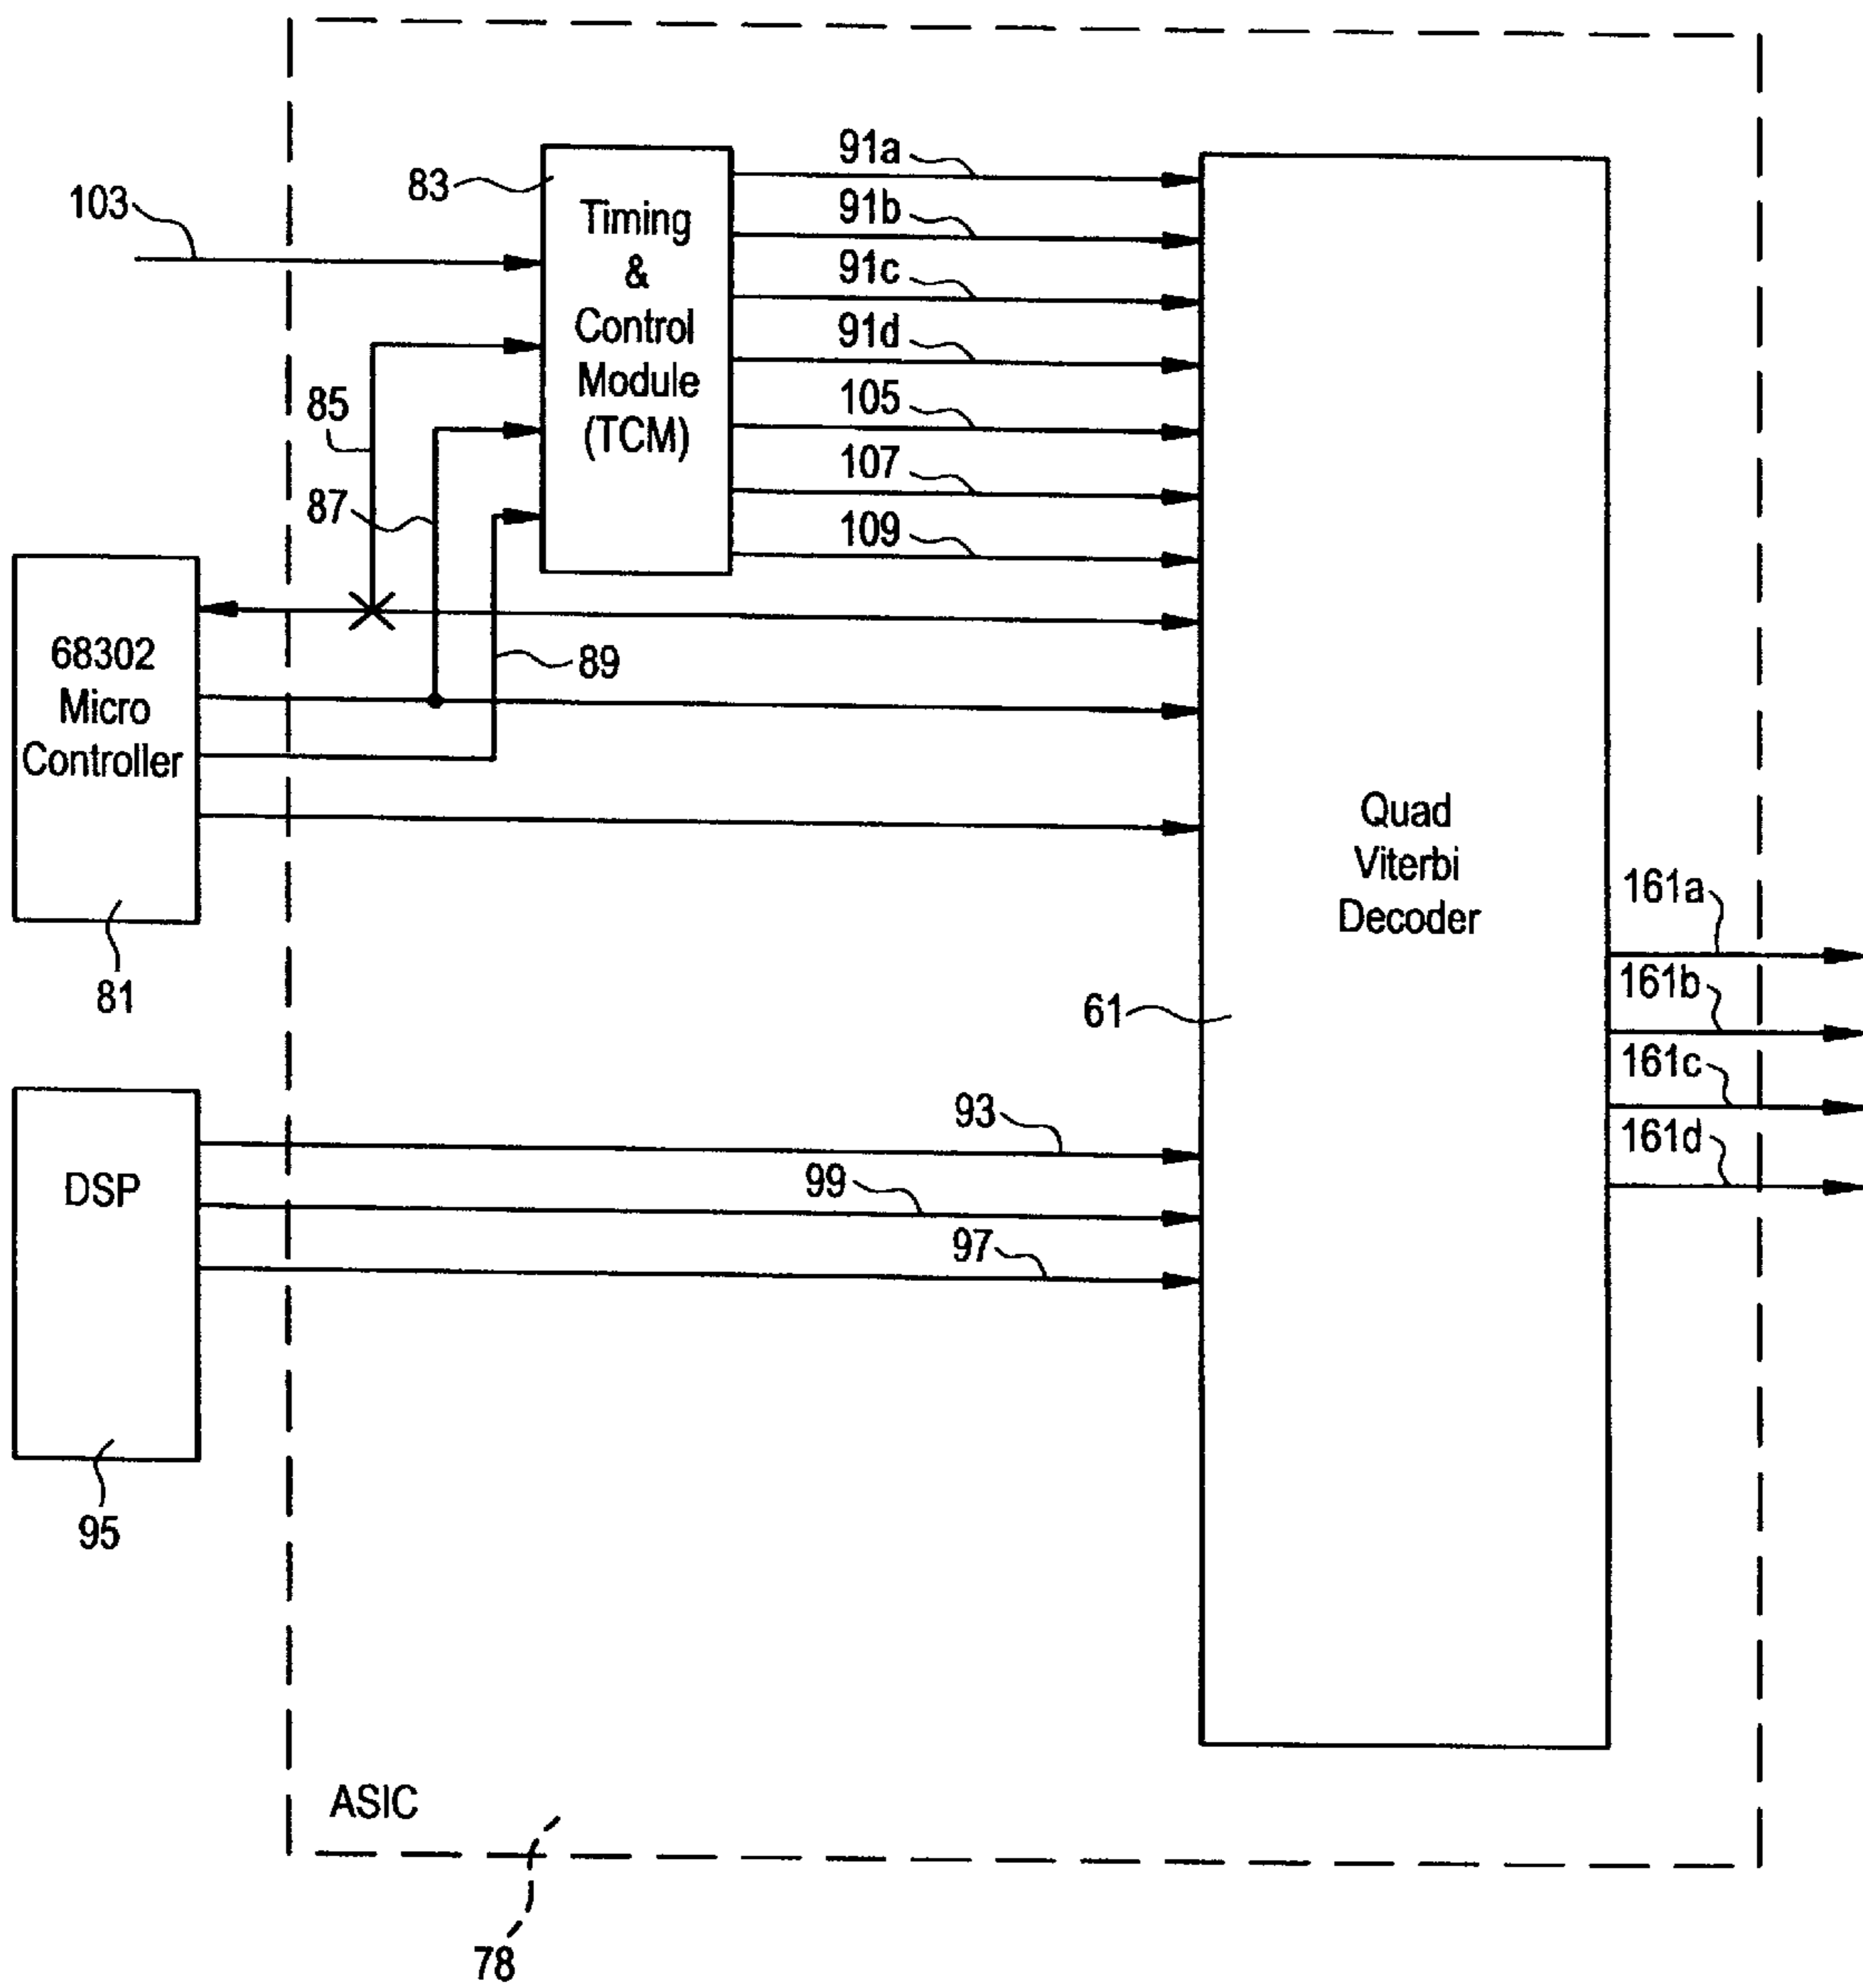 91a
83
103
Timing
&
Control
Module
(TCM)
91b
91c
91d
85
105
107
87
109
68302
Micro
Controller
89
81
Quad
Viterbi
Decoder
161a
161b
61
161c
161d
93
DSP
99
97
95
ASIC
78